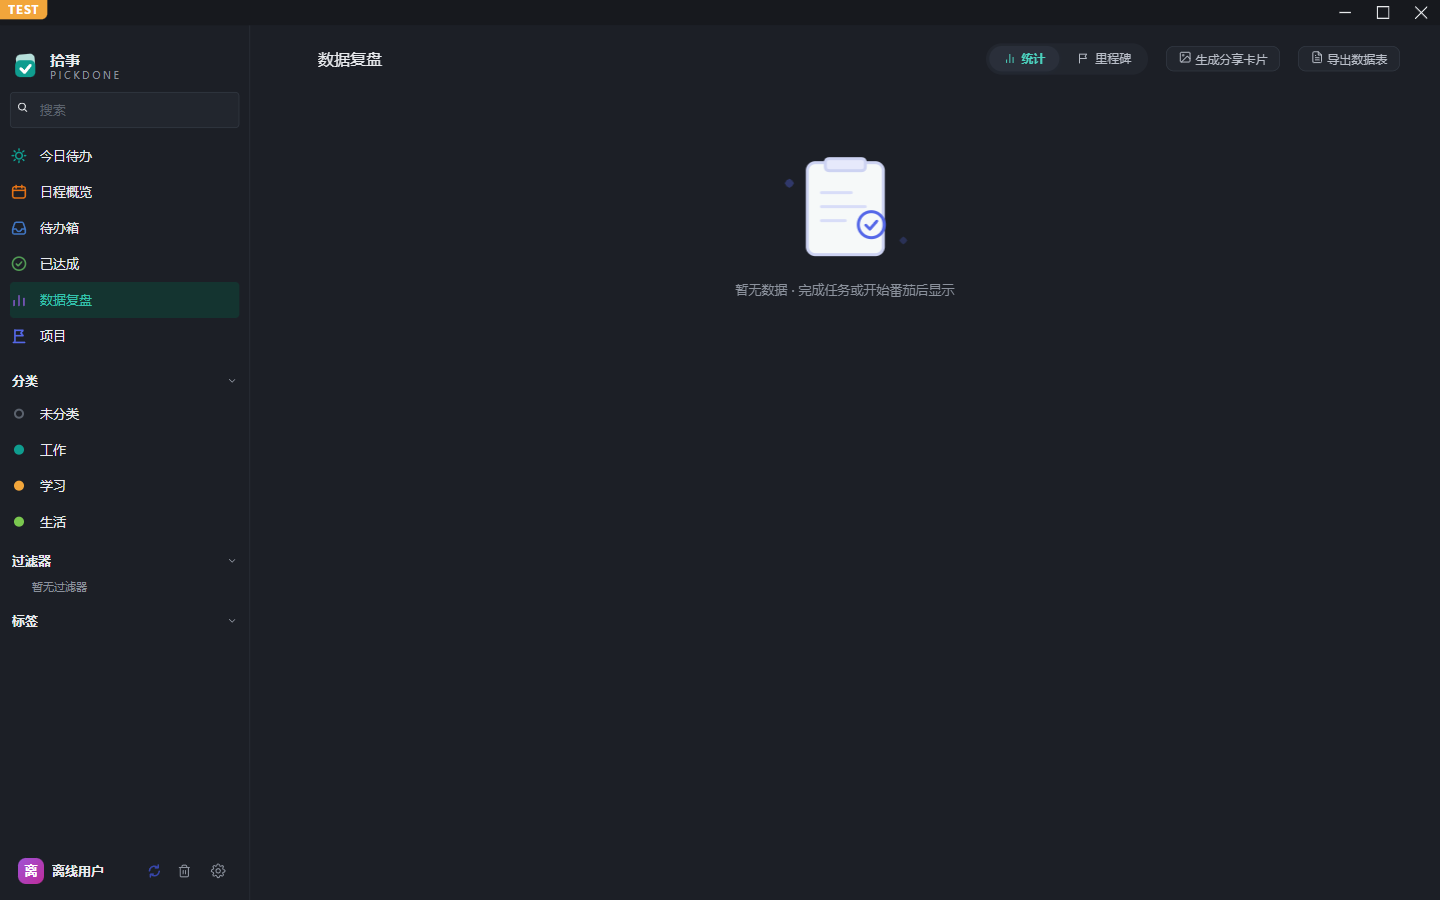 TEST
拾事
PICKDONE
搜索
今日待办
日程概览
待办箱
已达成
数据复盘
项目
分类
未分类
工作
学习
生活
过滤器
暂无过滤器
标签
离 离线用户
数据复盘
统计
里程碑
生成分享卡片
导出数据表
暂无数据 · 完成任务或开始番茄后显示